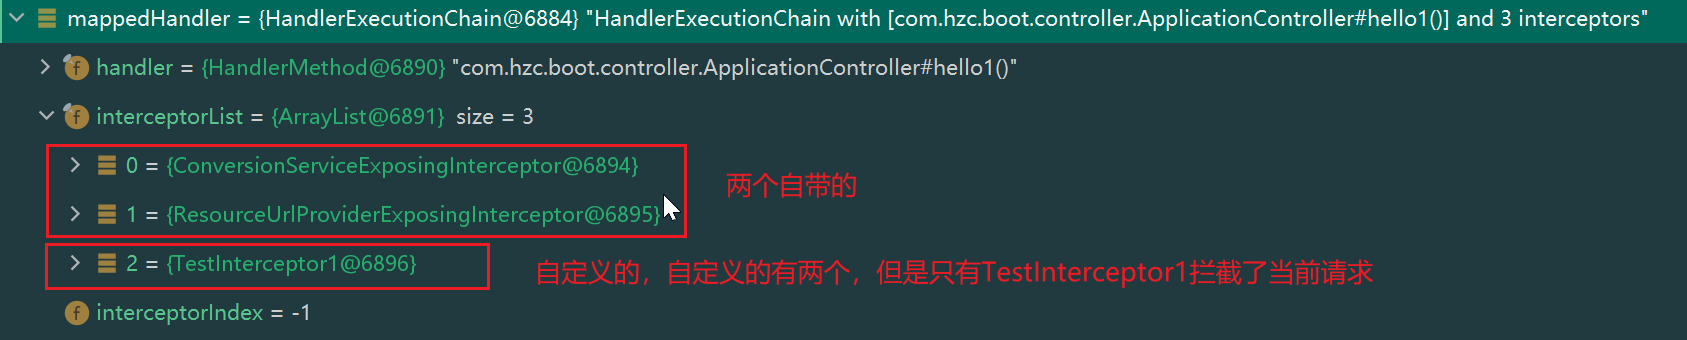 mappedHandler = {HandlerExecutionChain@6884} "HandlerExecutionChain with [com.hzc.boot.controller.ApplicationController#hello1()] and 3 interceptors"
f handler = {HandlerMethod@6890} "com.hzc.boot.controller.ApplicationController#hello1()"
f interceptorList = {ArrayList@6891} size = 3
0 = {ConversionServiceExposingInterceptor@6894}
两个自带的
1 = {ResourceUrlProviderExposingInterceptor@6895}
2 = {TestInterceptor1@6896}
自定义的，自定义的有两个，但是只有TestInterceptor1拦截了当前请求
f interceptorIndex = -1